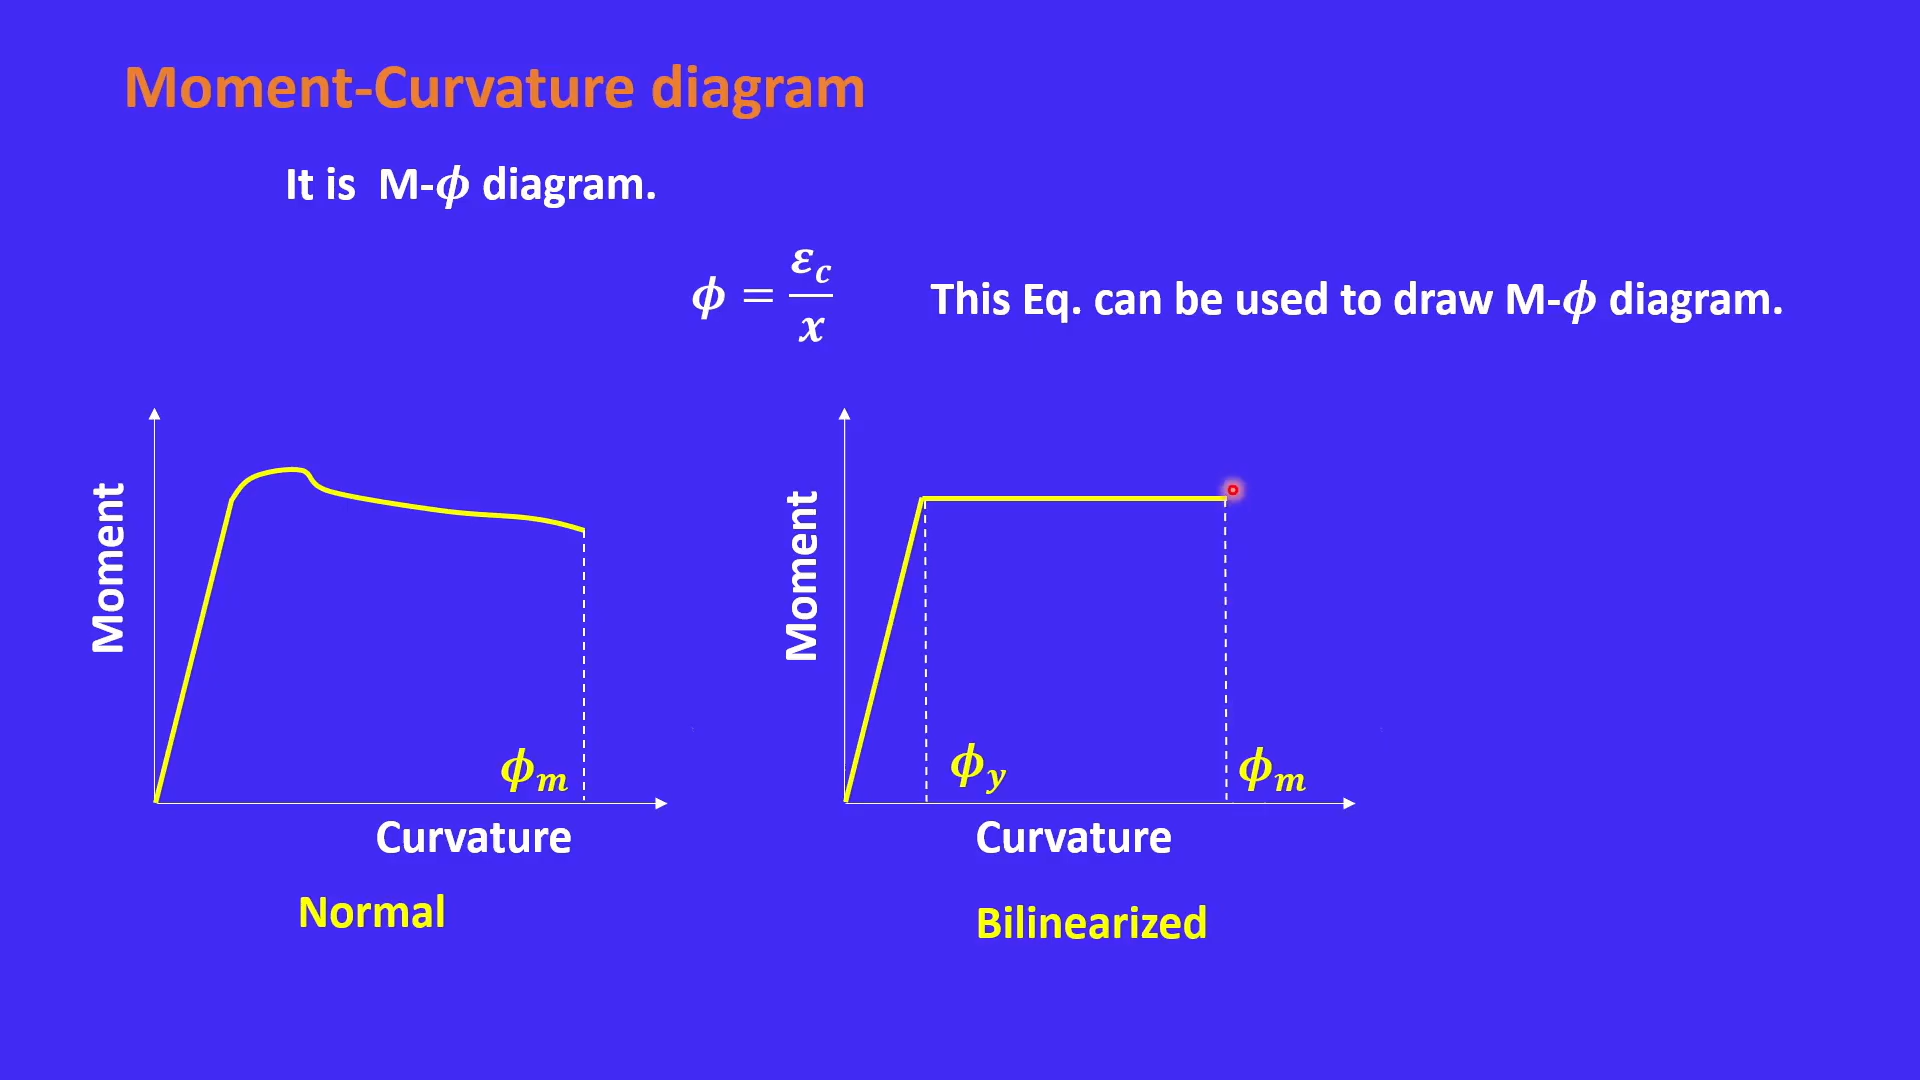 Moment-Curvature diagram
It is M-ϕ diagram.
ϕ = εc/x
This Eq. can be used to draw M-ϕ diagram.
Moment
ϕm
Curvature
Normal
Moment
ϕy
ϕm
Curvature
Bilinearized